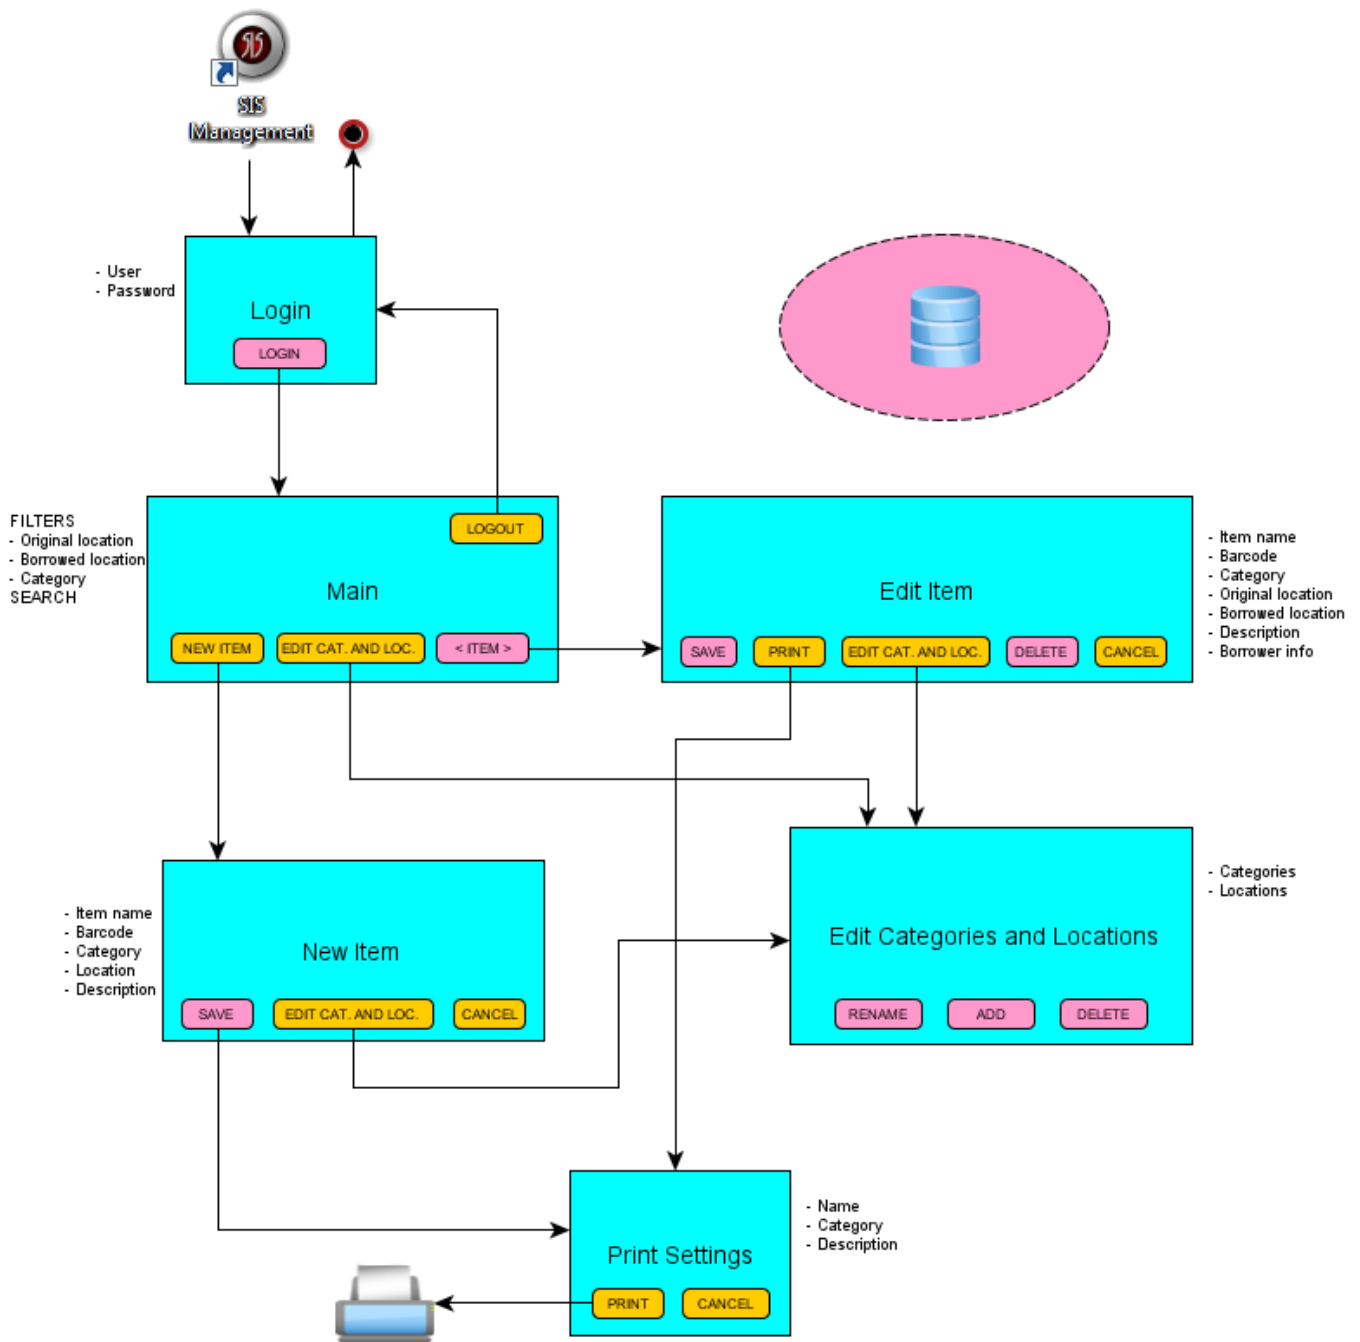 SIS
SIS
Management
- User
- Password
Login
LOGIN
FILTERS
- Original location
- Borrowed location
- Category
SEARCH
LOGOUT
Main
NEW ITEM
EDIT CAT. AND LOC.
< ITEM >
Edit Item
SAVE
PRINT
EDIT CAT. AND LOC.
DELETE
CANCEL
- Item name
- Barcode
- Category
- Original location
- Borrowed location
- Description
- Borrower info
- Item name
- Barcode
- Category
- Location
- Description
New Item
SAVE
EDIT CAT. AND LOC.
CANCEL
Edit Categories and Locations
RENAME
ADD
DELETE
- Categories
- Locations
Print Settings
PRINT
CANCEL
- Name
- Category
- Description